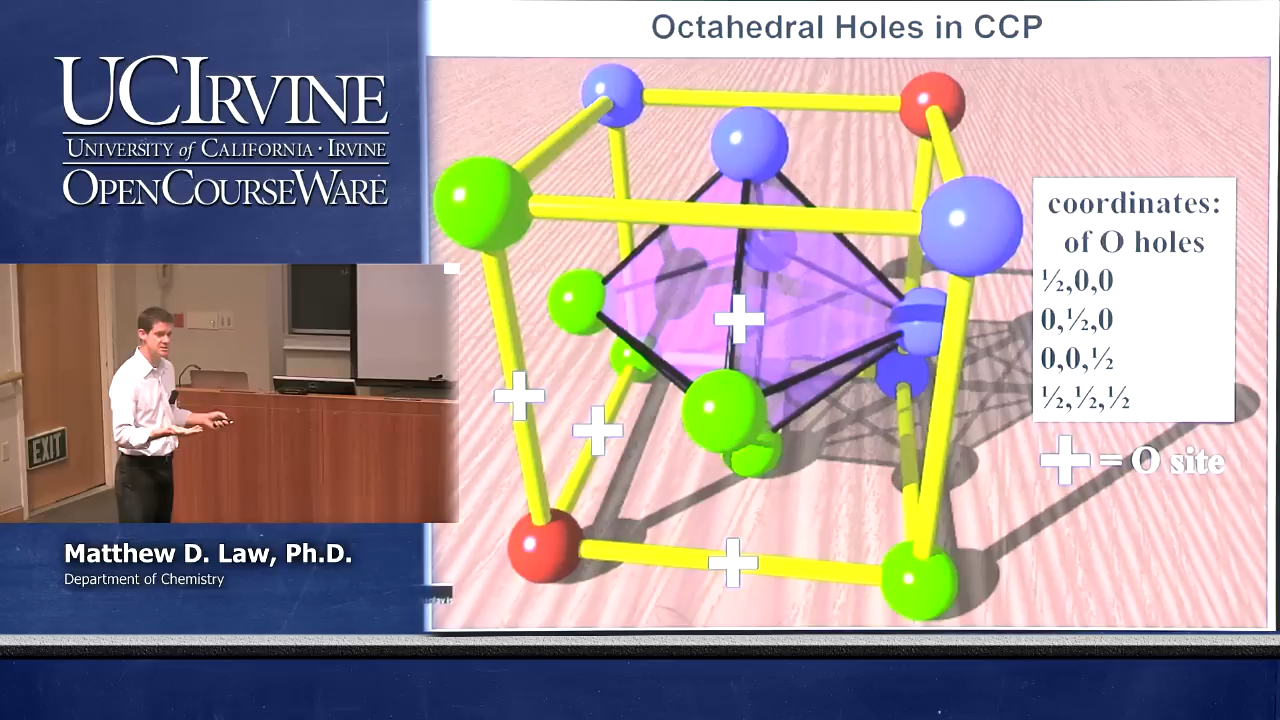 UCIRVINE
UNIVERSITY of CALIFORNIA · IRVINE
OPENCOURSEWARE
EXIT
Matthew D. Law, Ph.D.
Department of Chemistry
Octahedral Holes in CCP
coordinates:
of O holes
½,0,0
0,½,0
0,0,½
½,½,½
= O site